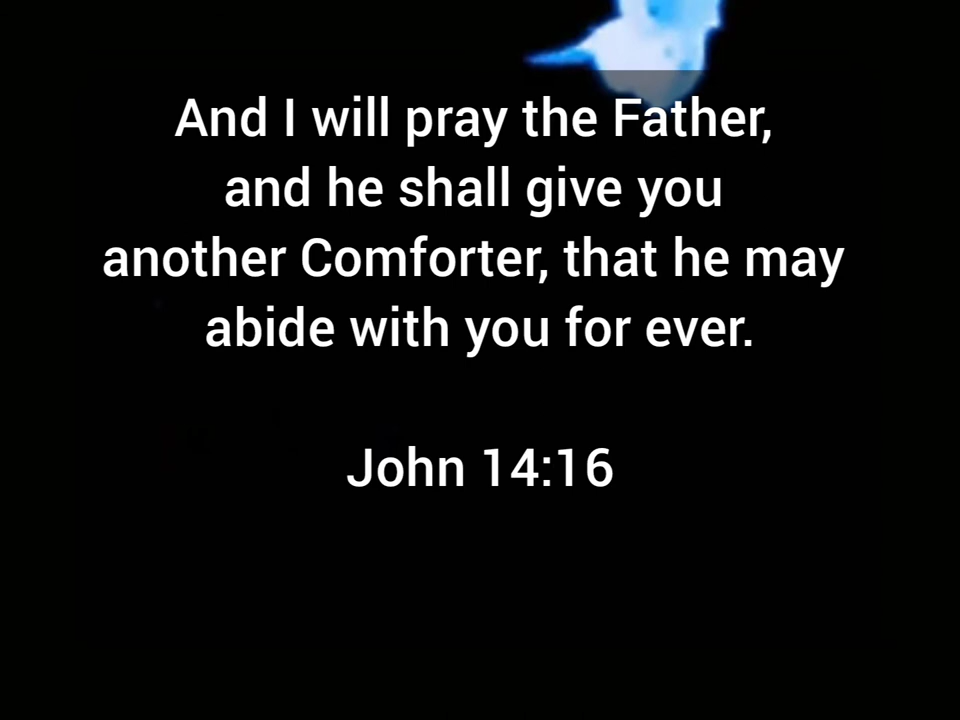 And I will pray the Father,
and he shall give you
another Comforter, that he may
abide with you for ever.
John 14:16